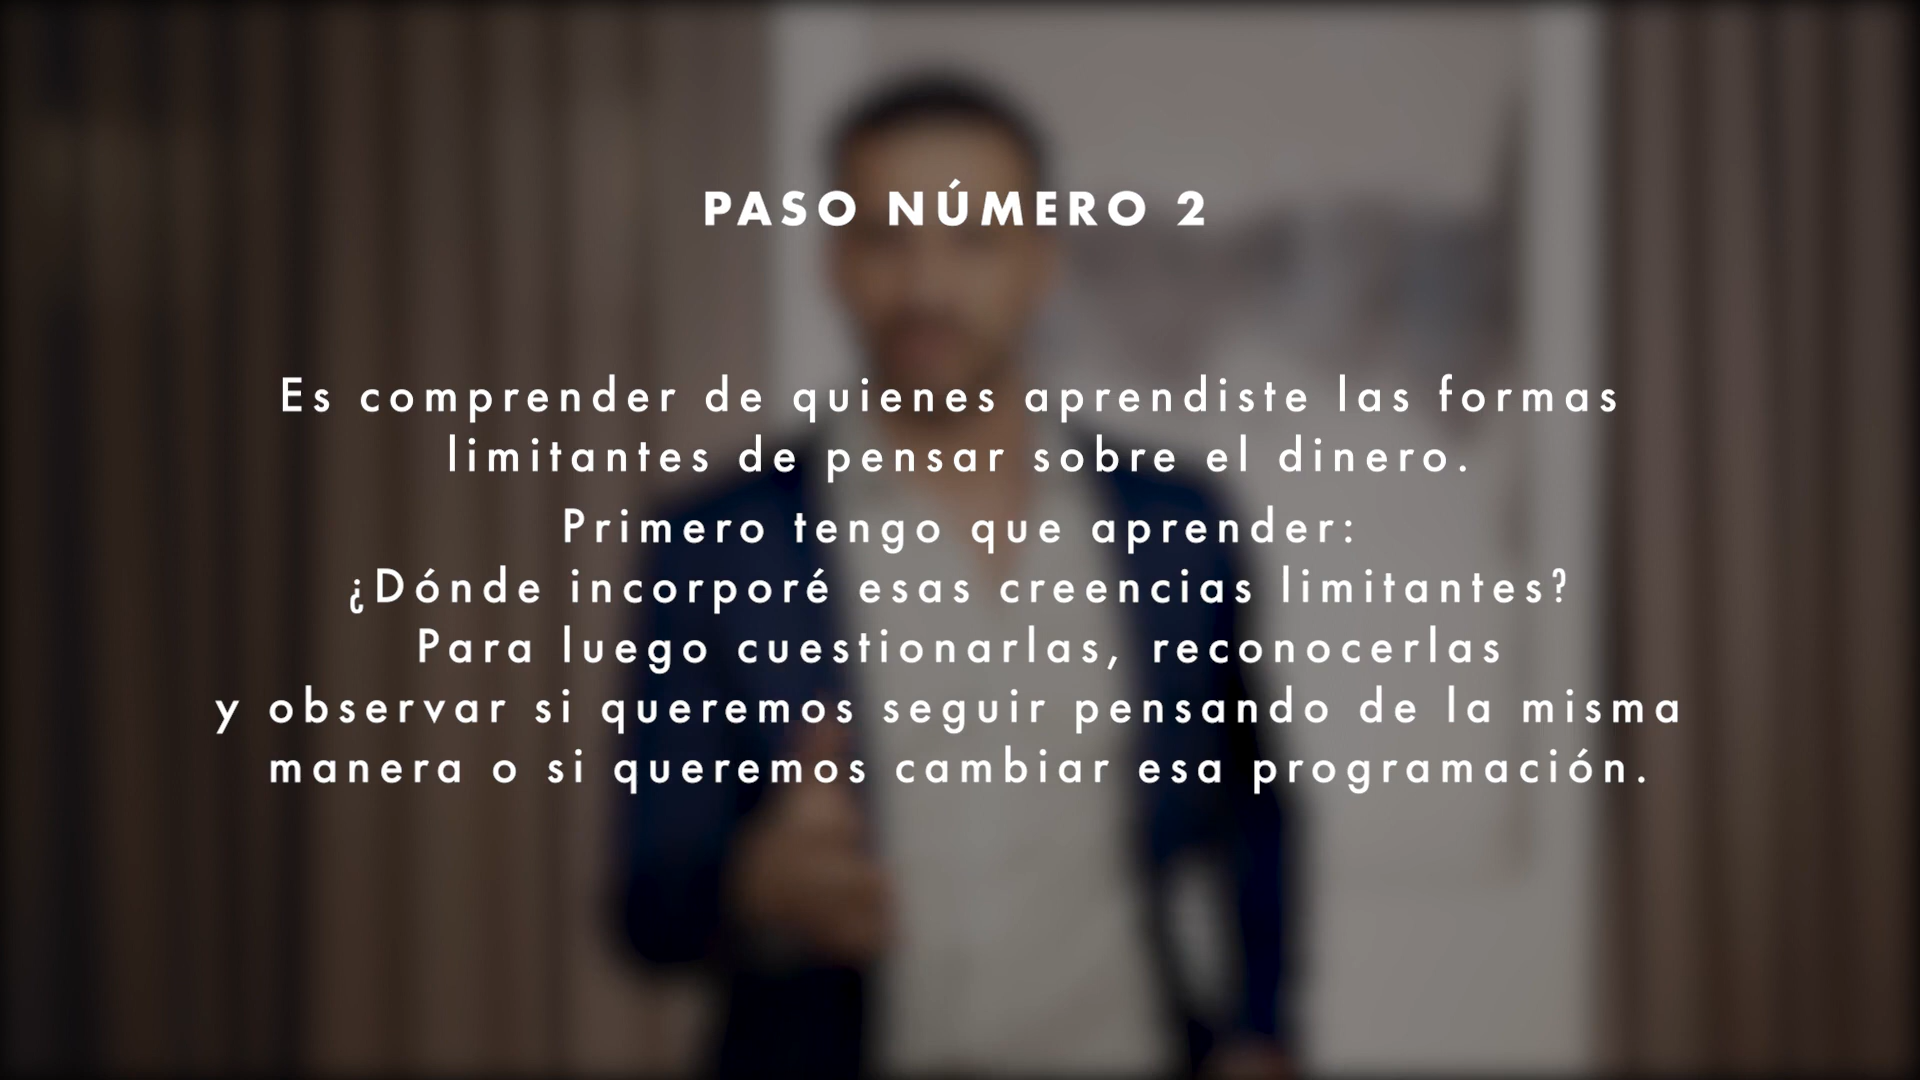 PASO NÚMERO 2
Es comprender de quienes aprendiste las formas
limitantes de pensar sobre el dinero.
Primero tengo que aprender:
¿Dónde incorporé esas creencias limitantes?
Para luego cuestionarlas, reconocerlas
y observar si queremos seguir pensando de la misma
manera o si queremos cambiar esa programación.